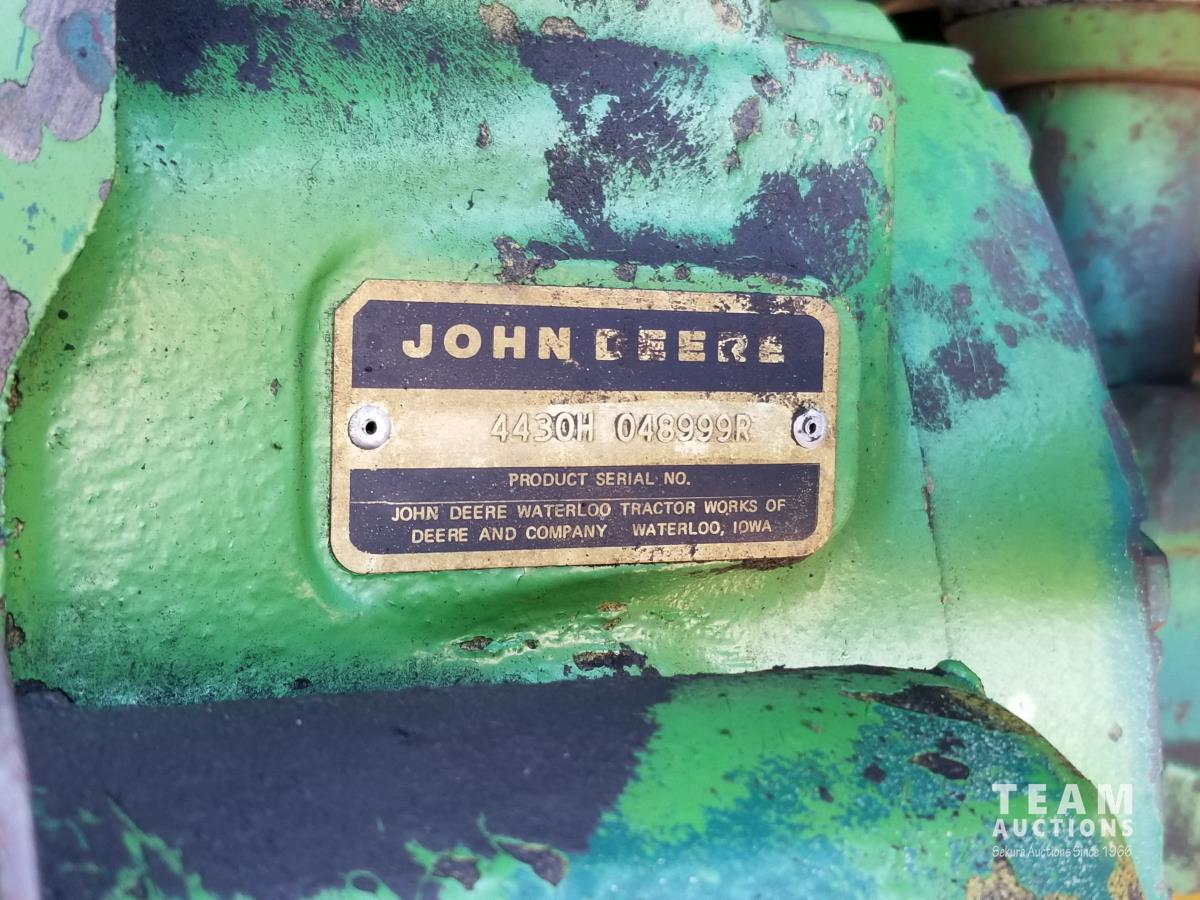 JOHN DEERE
4430H 048999R
PRODUCT SERIAL NO.
JOHN DEERE WATERLOO TRACTOR WORKS OF
DEERE AND COMPANY WATERLOO, IOWA
TEAM
AUCTIONS
Sekura Auctions Since 1966